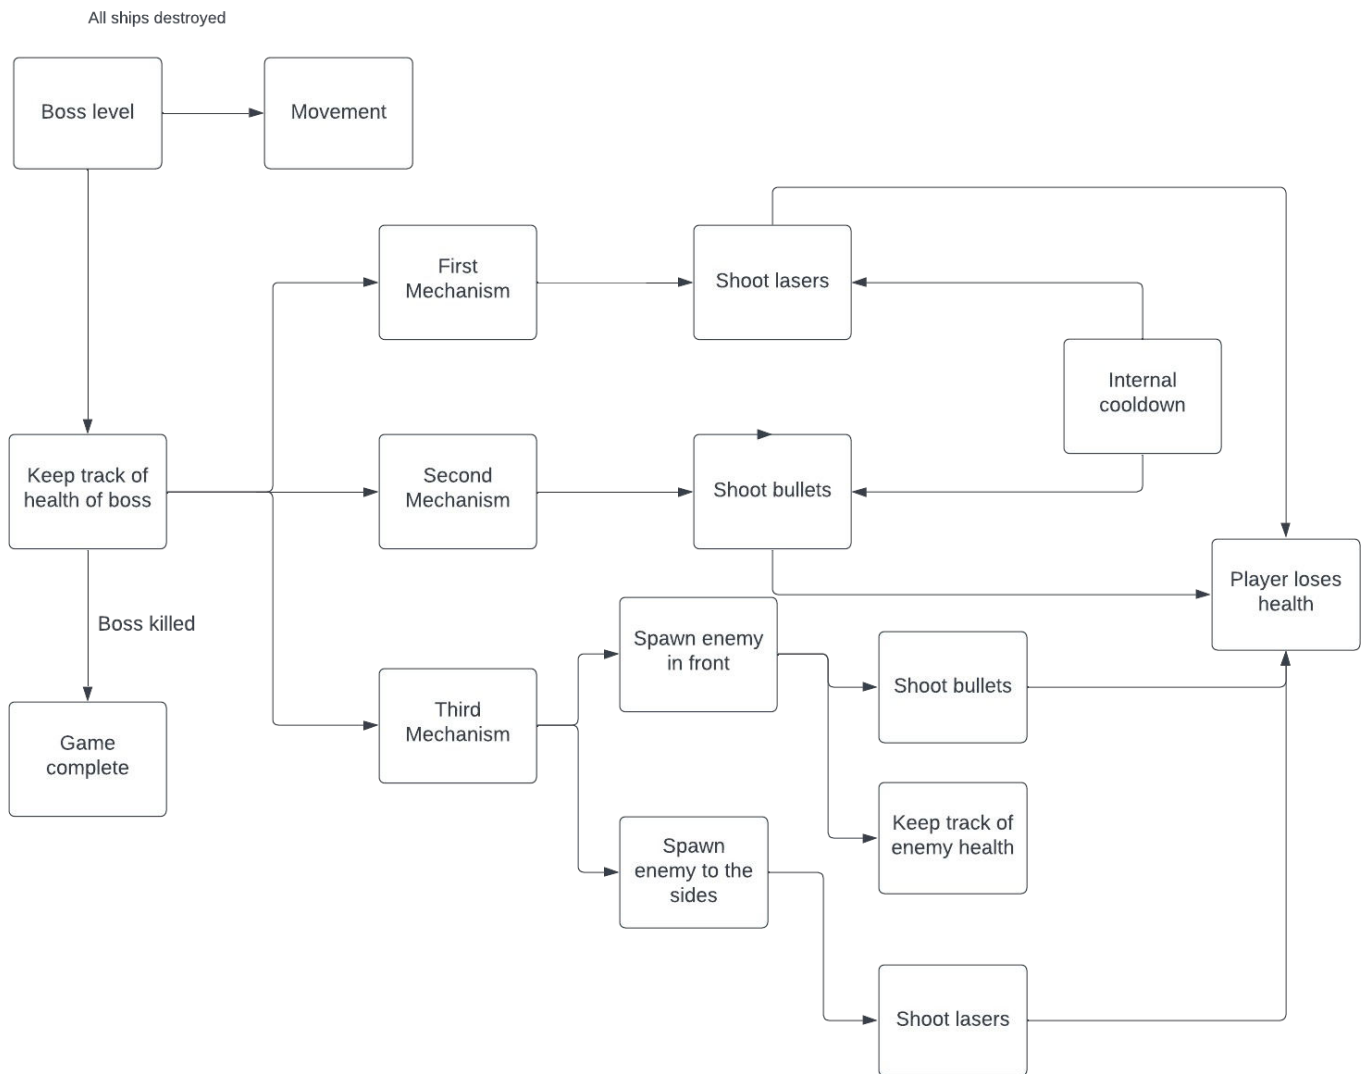 All ships destroyed
Boss level
Movement
First
Mechanism
Shoot lasers
Internal
cooldown
Keep track of
health of boss
Second
Mechanism
Shoot bullets
Player loses
health
Boss killed
Spawn enemy
in front
Shoot bullets
Third
Mechanism
Game
complete
Keep track of
enemy health
Spawn
enemy to the
sides
Shoot lasers